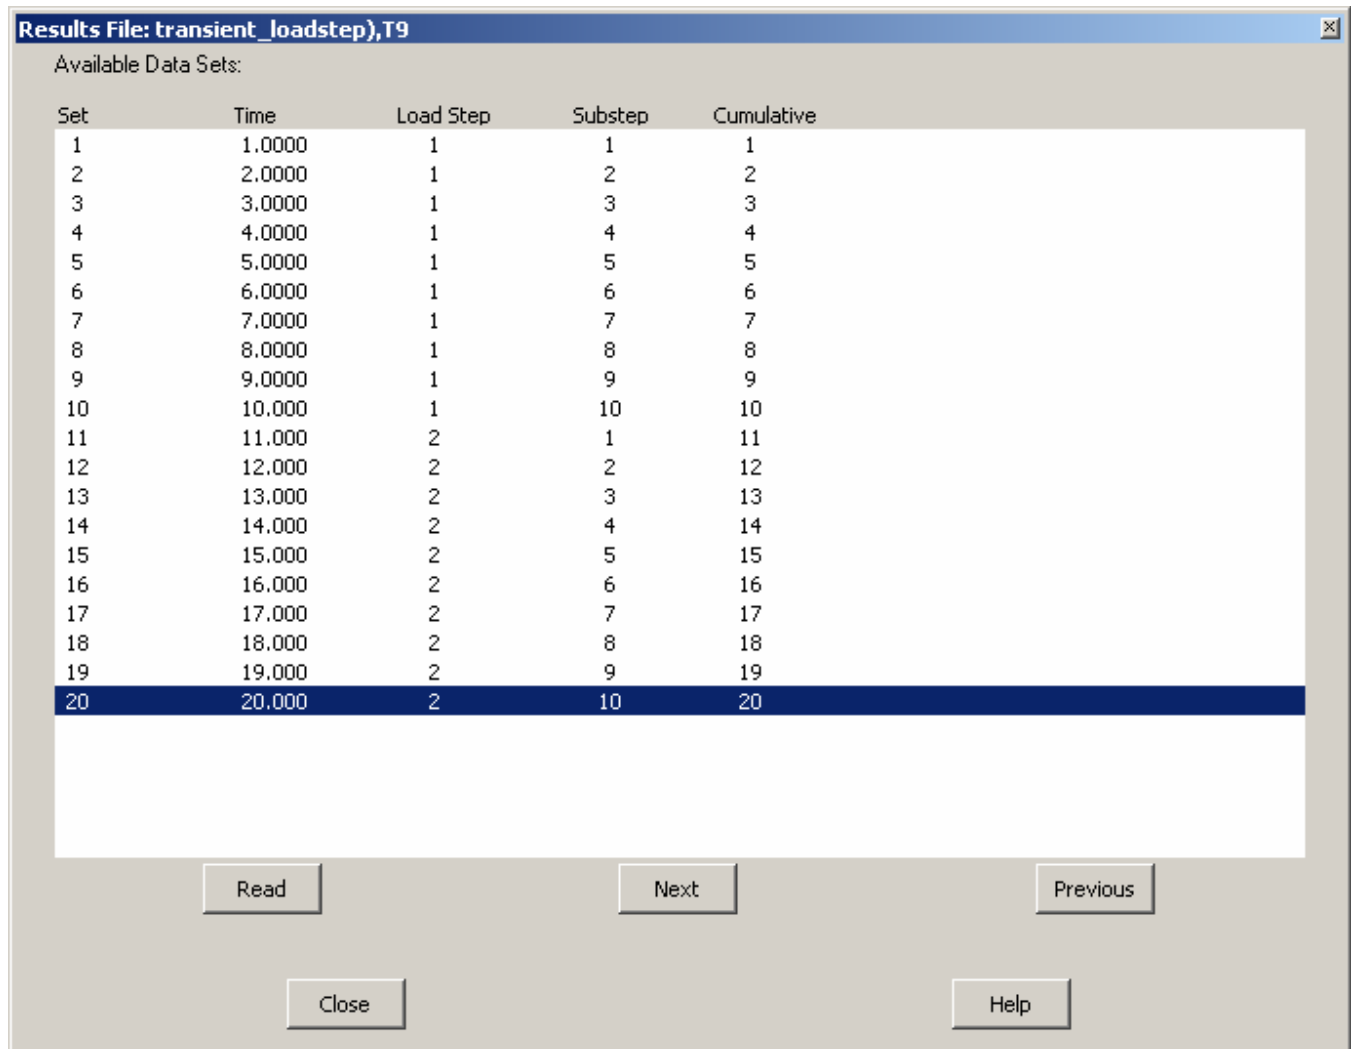 Results File: transient_loadstep),T9
Available Data Sets:
Set Time Load Step Substep Cumulative
1 1.0000 1 1 1
2 2.0000 1 2 2
3 3.0000 1 3 3
4 4.0000 1 4 4
5 5.0000 1 5 5
6 6.0000 1 6 6
7 7.0000 1 7 7
8 8.0000 1 8 8
9 9.0000 1 9 9
10 10.000 1 10 10
11 11.000 2 1 11
12 12.000 2 2 12
13 13.000 2 3 13
14 14.000 2 4 14
15 15.000 2 5 15
16 16.000 2 6 16
17 17.000 2 7 17
18 18.000 2 8 18
19 19.000 2 9 19
20 20.000 2 10 20
Read Next Previous
Close Help